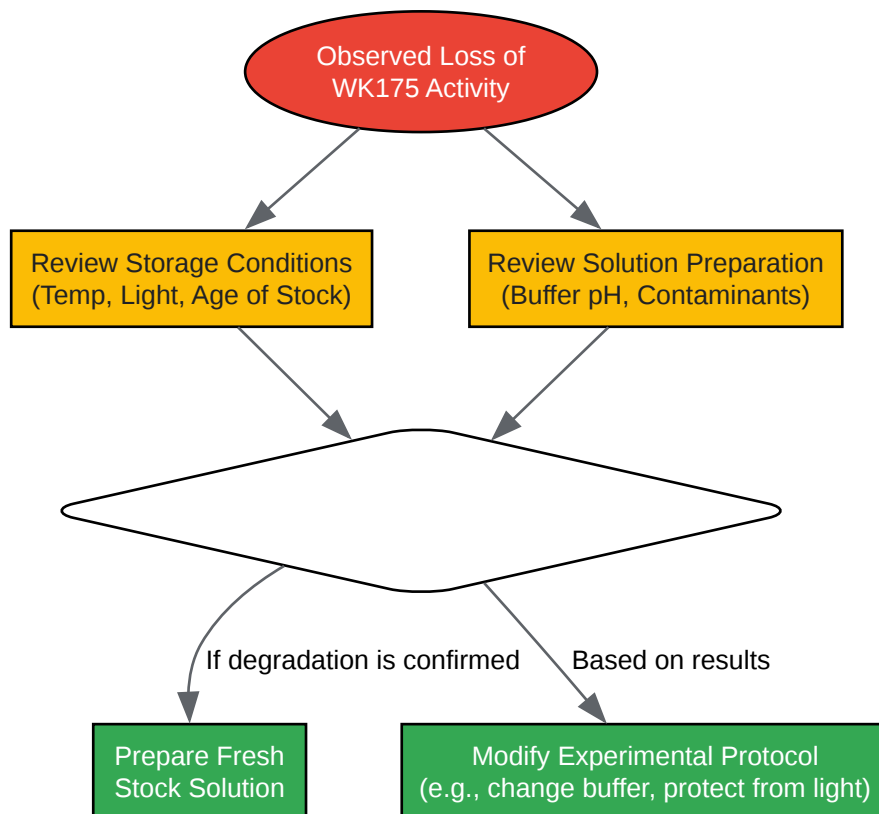 Observed Loss of
WK175 Activity
Review Storage Conditions
(Temp, Light, Age of Stock)
Review Solution Preparation
(Buffer pH, Contaminants)
If degradation is confirmed
Based on results
Prepare Fresh
Stock Solution
Modify Experimental Protocol
(e.g., change buffer, protect from light)